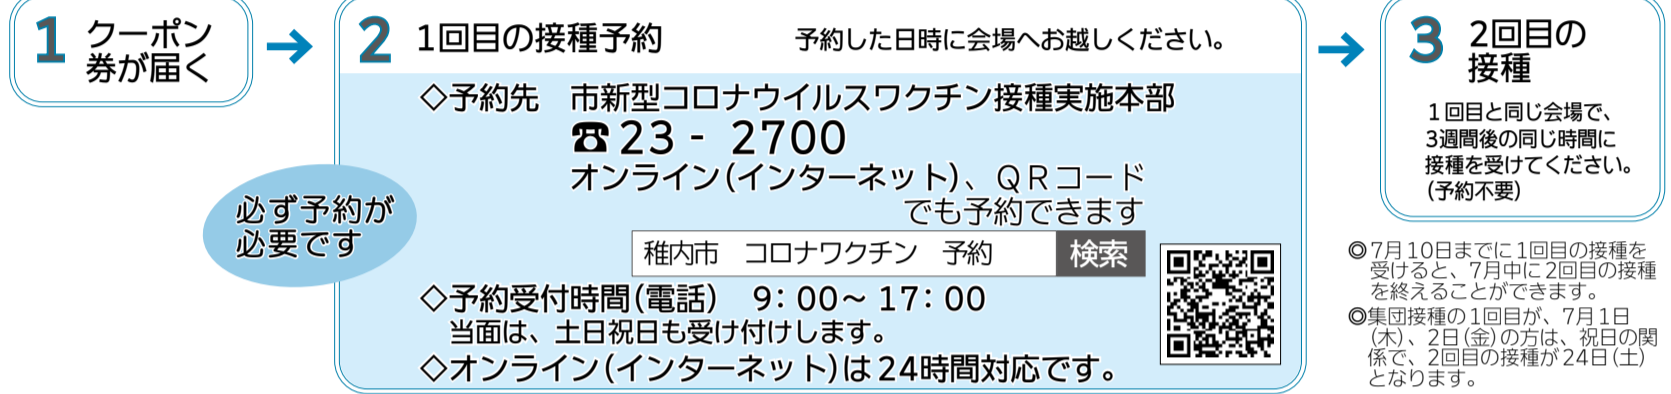 1 クーポン
券が届く
2 1回目の接種予約 予約した日時に会場へお越しください。
◇予約先 市新型コロナウイルスワクチン接種実施本部
☎23‐2700
オンライン(インターネット)、QRコード
でも予約できます
必ず予約が
必要です
稚内市 コロナワクチン 予約 検索
◇予約受付時間(電話) 9:00～17:00
当面は、土日祝日も受け付けします。
◇オンライン(インターネット)は24時間対応です。
3 2回目の
接種
1回目と同じ会場で、
3週間後の同じ時間に
接種を受けてください。
(予約不要)
◎7月10日までに1回目の接種を
受けると、7月中に2回目の接種
を終えることができます。
◎集団接種の1回目が、7月1日
(木)、2日(金)の方は、祝日の関
係で、2回目の接種が24日(土)
となります。